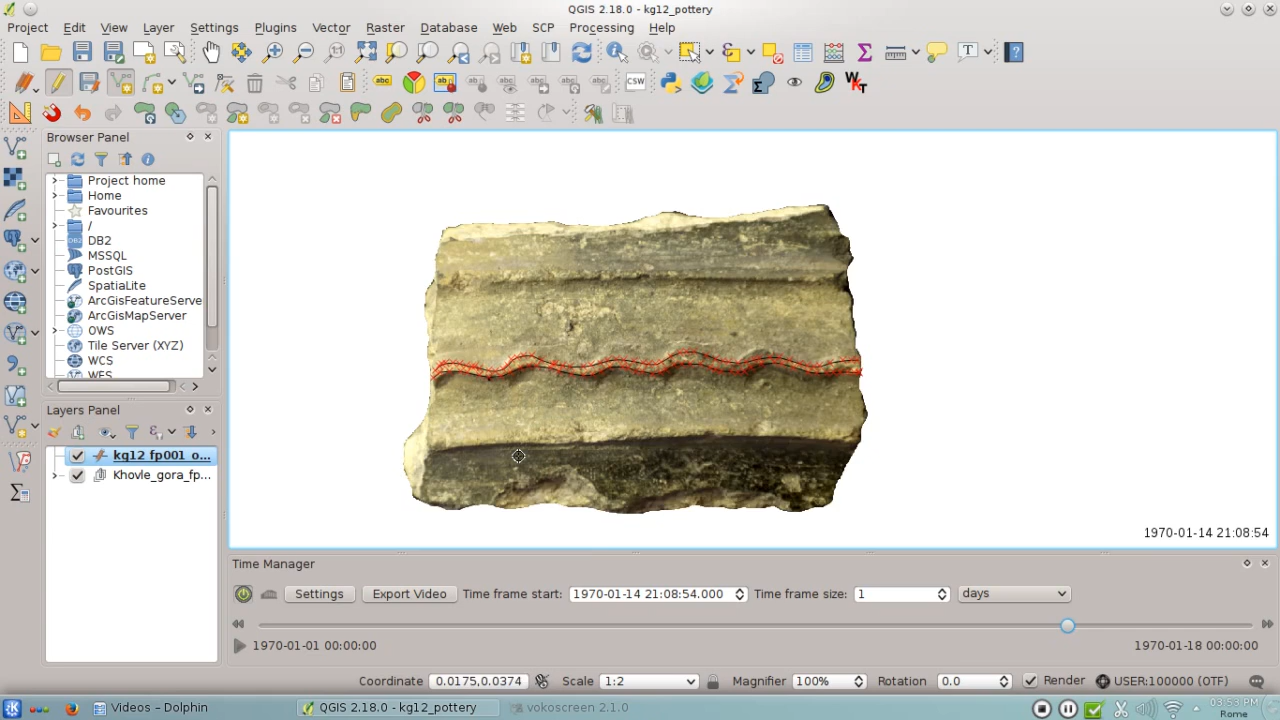 QGIS 2.18.0 - kg12_pottery
Project Edit View Layer Settings Plugins Vector Raster Database Web SCP Processing Help
Browser Panel
Project home
Home
Favourites
/
DB2
MSSQL
PostGIS
SpatiaLite
ArcGisFeatureServe
ArcGisMapServer
OWS
Tile Server (XYZ)
WCS
WFS
Layers Panel
kg12 fp001 o...
Khovle_gora_fp...
1970-01-14 21:08:54
Time Manager
Settings Export Video Time frame start: 1970-01-14 21:08:54.000 Time frame size: 1 days
1970-01-01 00:00:00 1970-01-18 00:00:00
Coordinate 0.0175,0.0374 Scale 1:2 Magnifier 100% Rotation 0.0 Render USER:100000 (OTF)
Videos – Dolphin QGIS 2.18.0 - kg12_pottery vokoscreen 2.1.0 03:53 PM
Rome